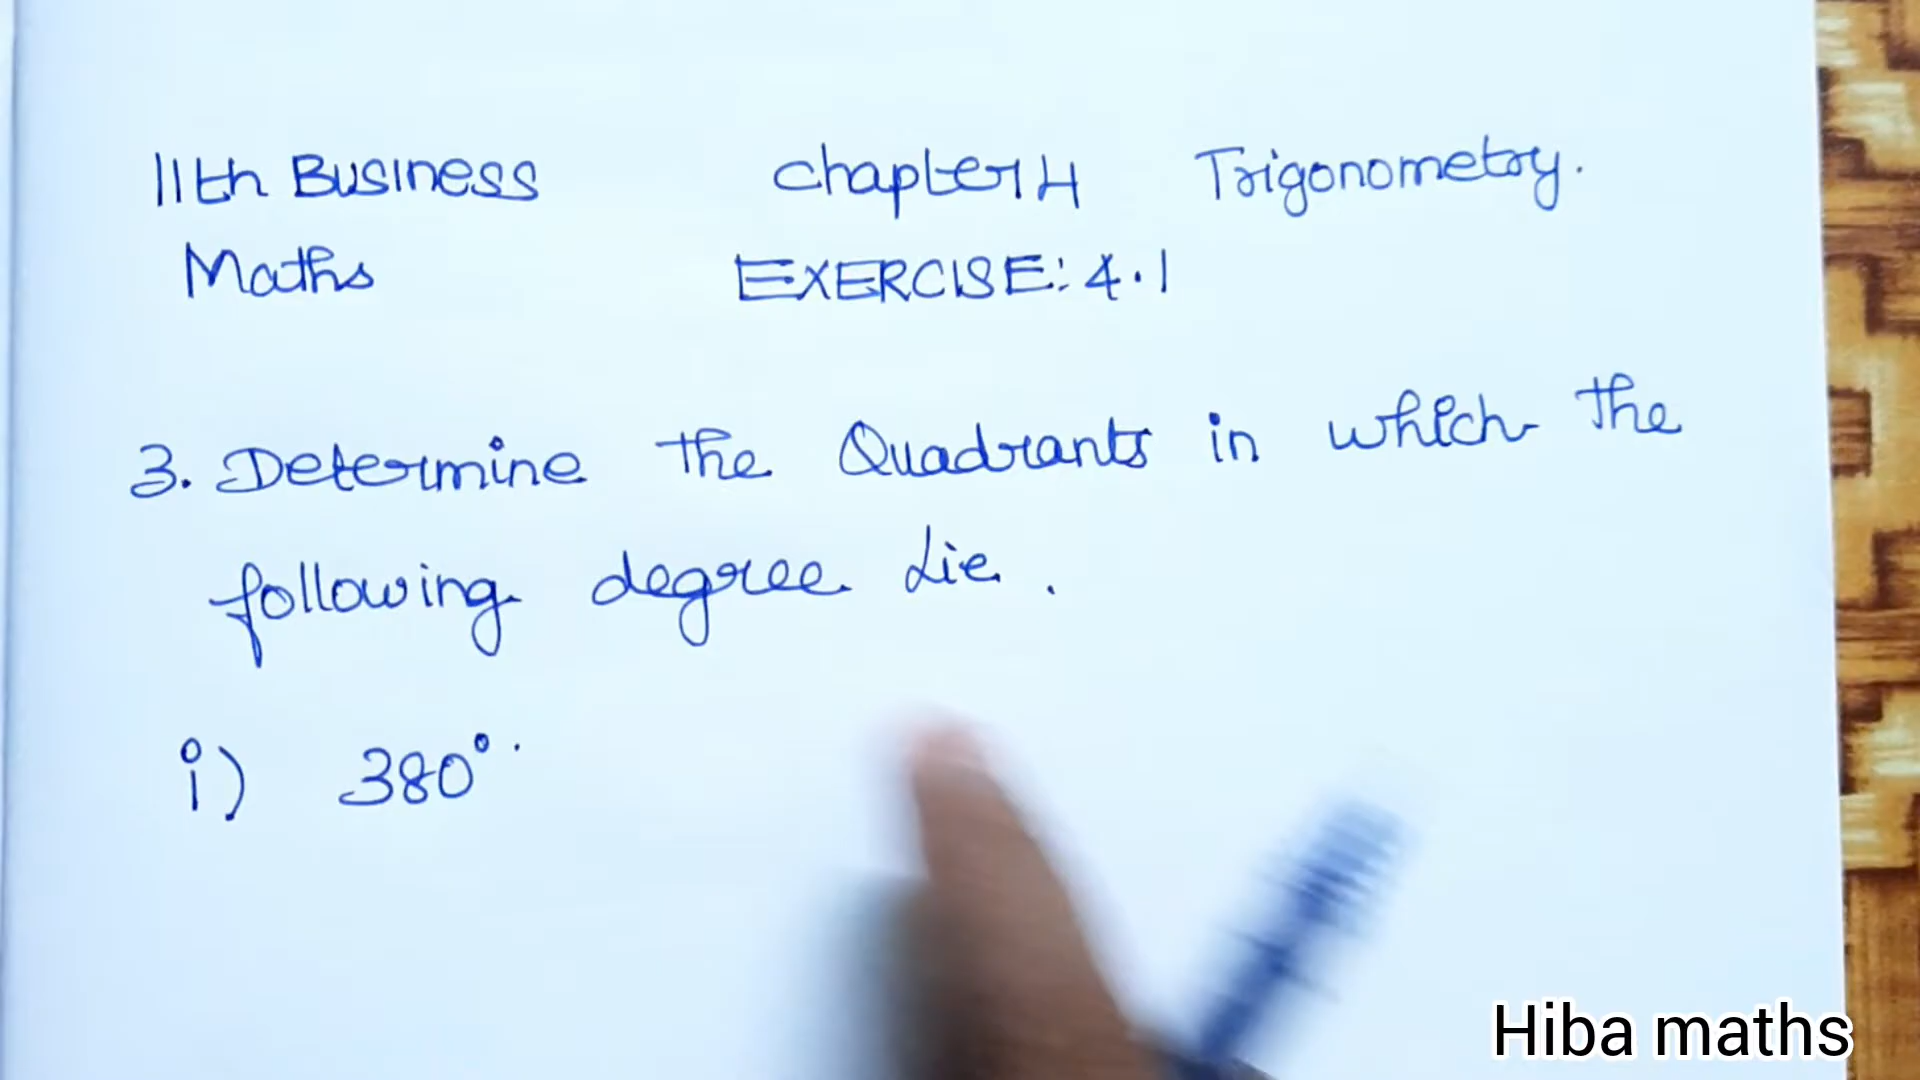 11th Business chapter 4 Trigonometry.
Maths EXERCISE: 4.1
3. Determine the Quadrants in which the
following degree Lie.
i) 380°.
Hiba maths